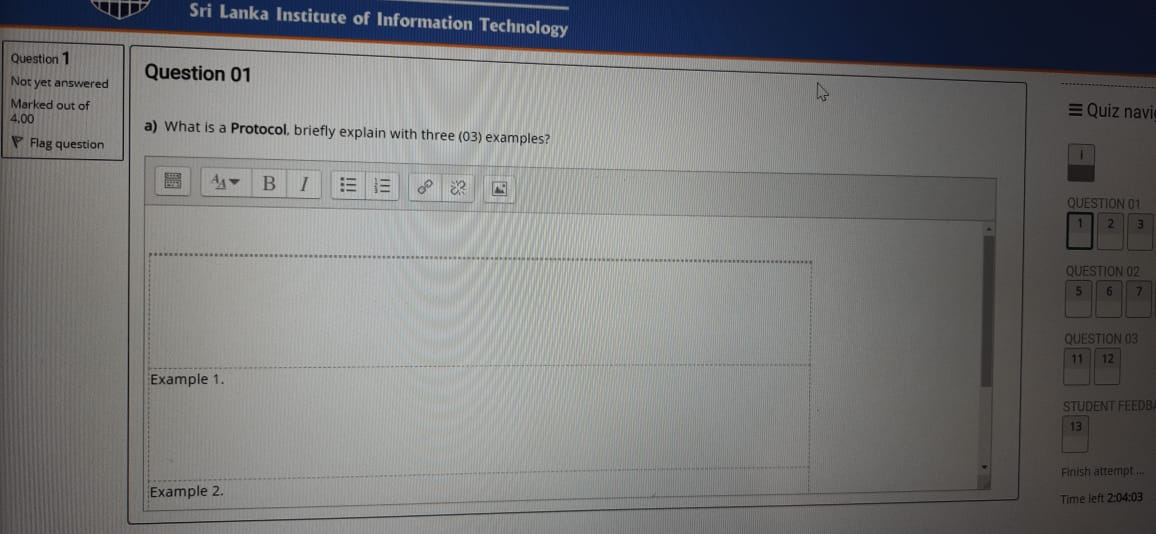 Sri Lanka Institute of Information Technology
Question 1
Not yet answered
Marked out of
4.00
Flag question
Question 01
a) What is a Protocol, briefly explain with three (03) examples?
B I
Example 1.
Example 2.
Quiz navi
i
QUESTION 01
1 2 3
QUESTION 02
5 6 7
QUESTION 03
11 12
STUDENT FEEDBA
13
Finish attempt ...
Time left 2:04:03